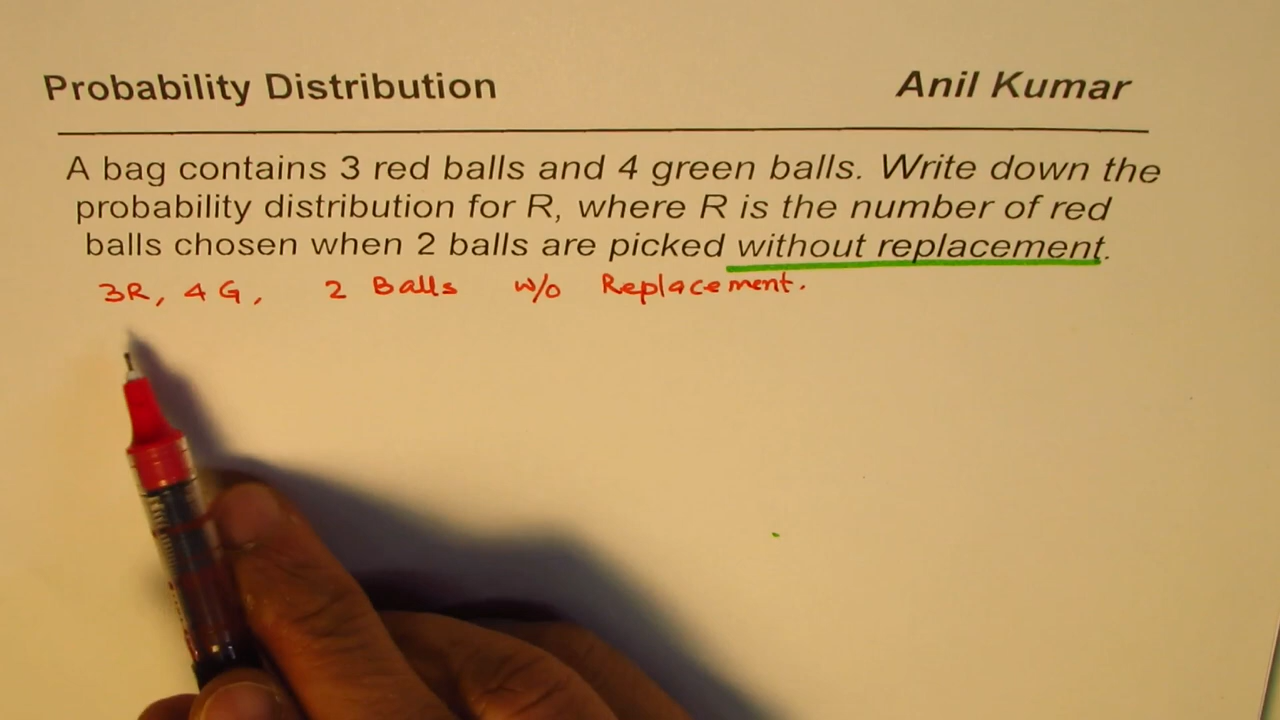 Probability Distribution Anil Kumar
A bag contains 3 red balls and 4 green balls. Write down the
probability distribution for R, where R is the number of red
balls chosen when 2 balls are picked without replacement.
3R, 4G, 2 Balls w/o Replacement.